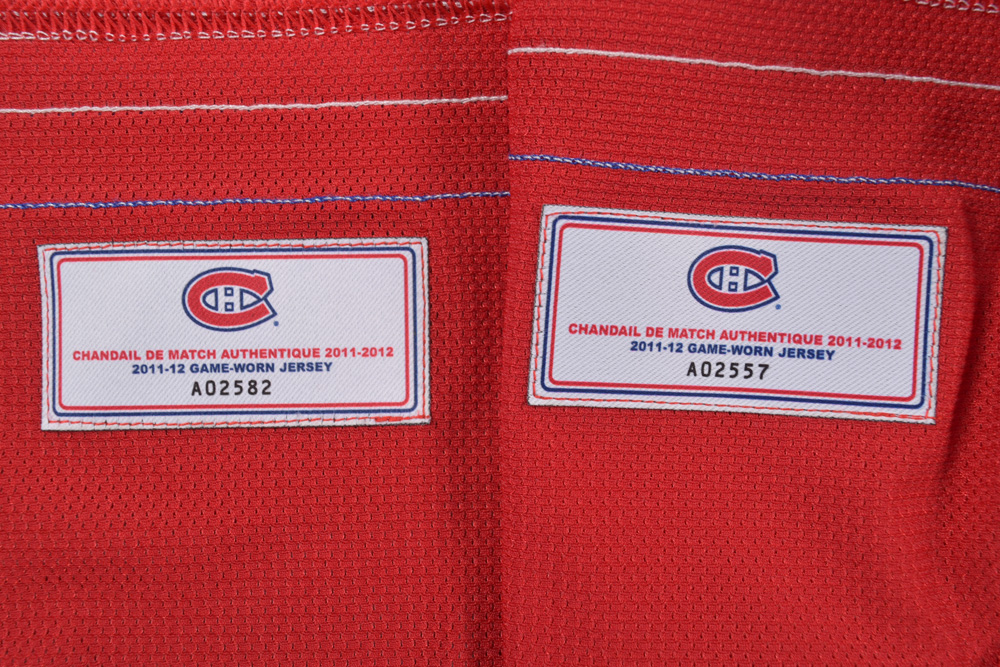 CHANDAIL DE MATCH AUTHENTIQUE 2011-2012
2011-12 GAME-WORN JERSEY
A02582
CHANDAIL DE MATCH AUTHENTIQUE 2011-2012
2011-12 GAME-WORN JERSEY
A02557